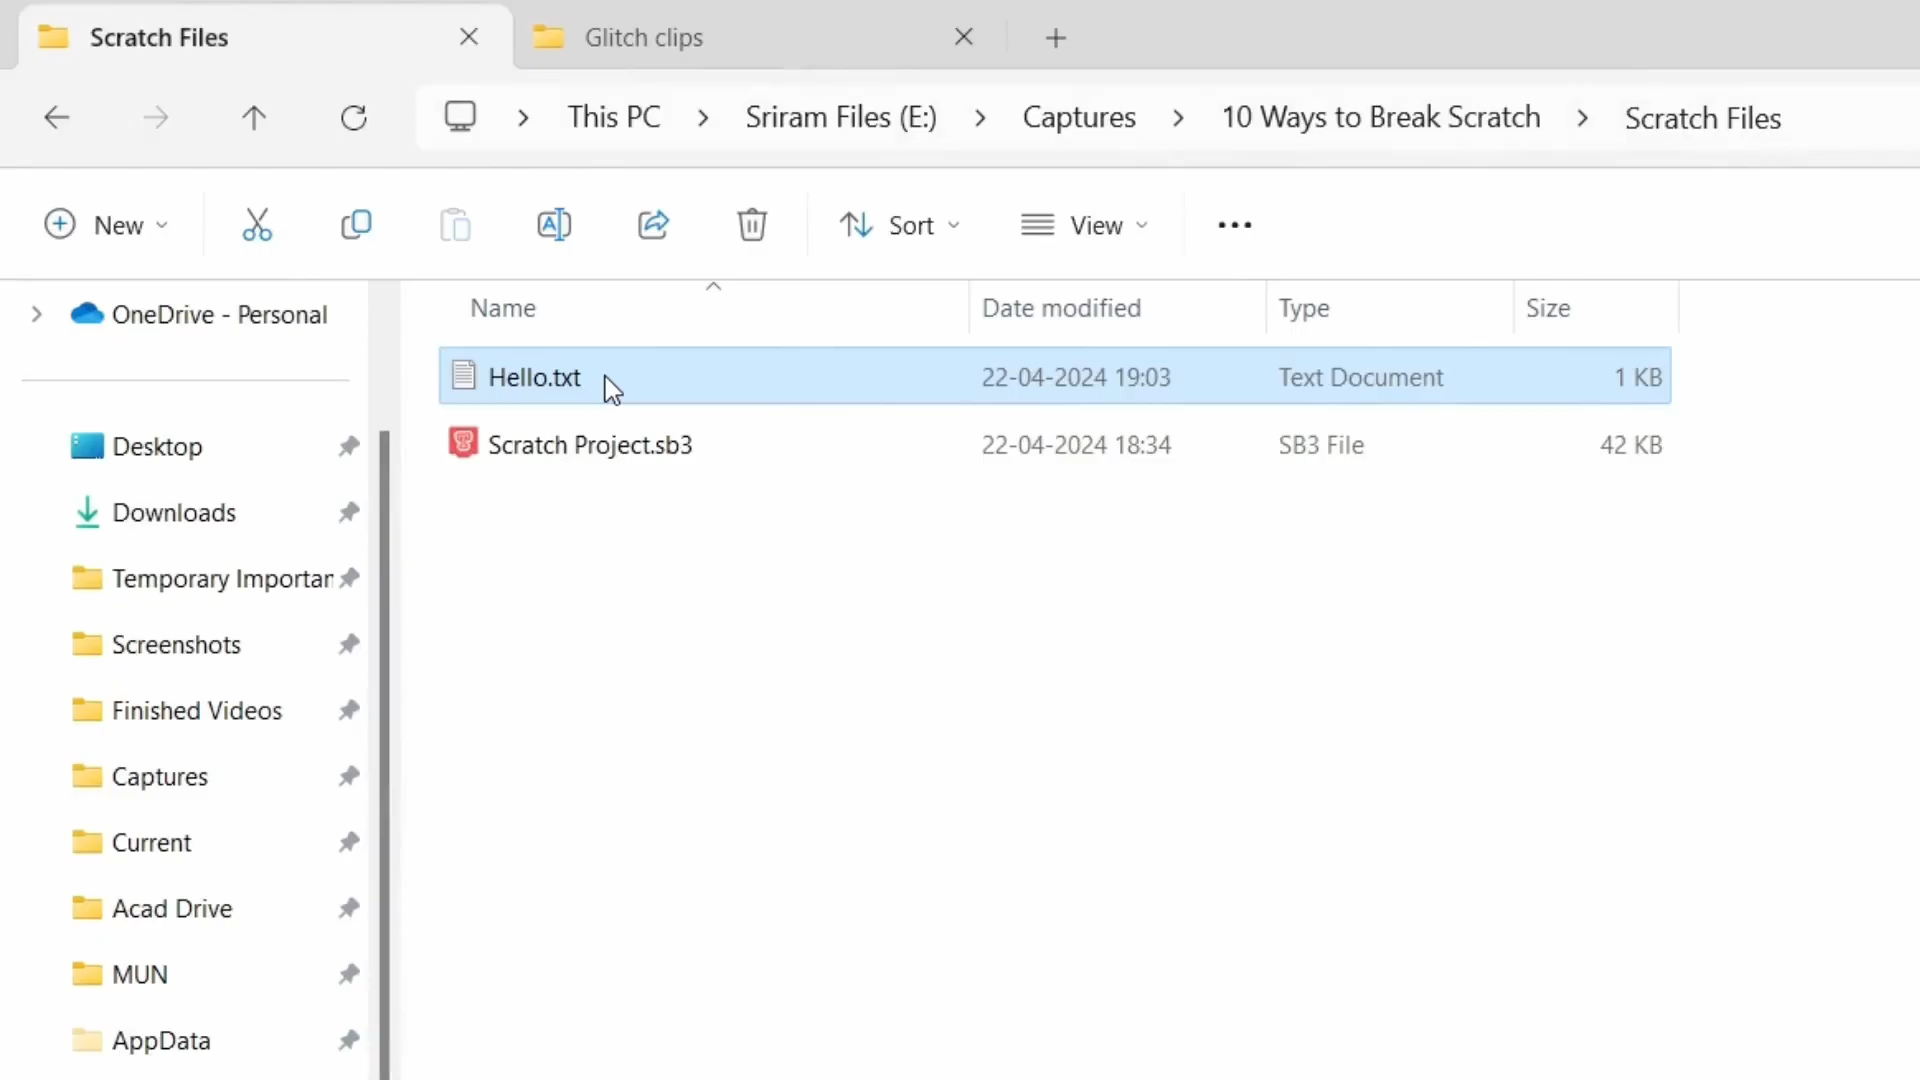 Scratch Files
Glitch clips
This PC > Sriram Files (E:) > Captures > 10 Ways to Break Scratch > Scratch Files
New
Sort
View
OneDrive - Personal
Name
Date modified
Type
Size
Hello.txt
22-04-2024 19:03
Text Document
1 KB
Scratch Project.sb3
22-04-2024 18:34
SB3 File
42 KB
Desktop
Downloads
Temporary Importan
Screenshots
Finished Videos
Captures
Current
Acad Drive
MUN
AppData